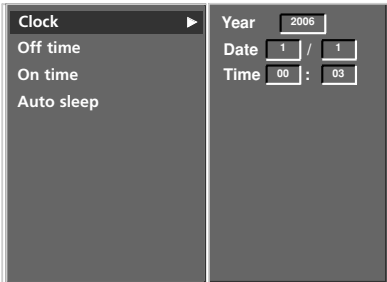 Clock
Off time
On time
Auto sleep
Year 2006
Date 1 / 1
Time 00 : 03